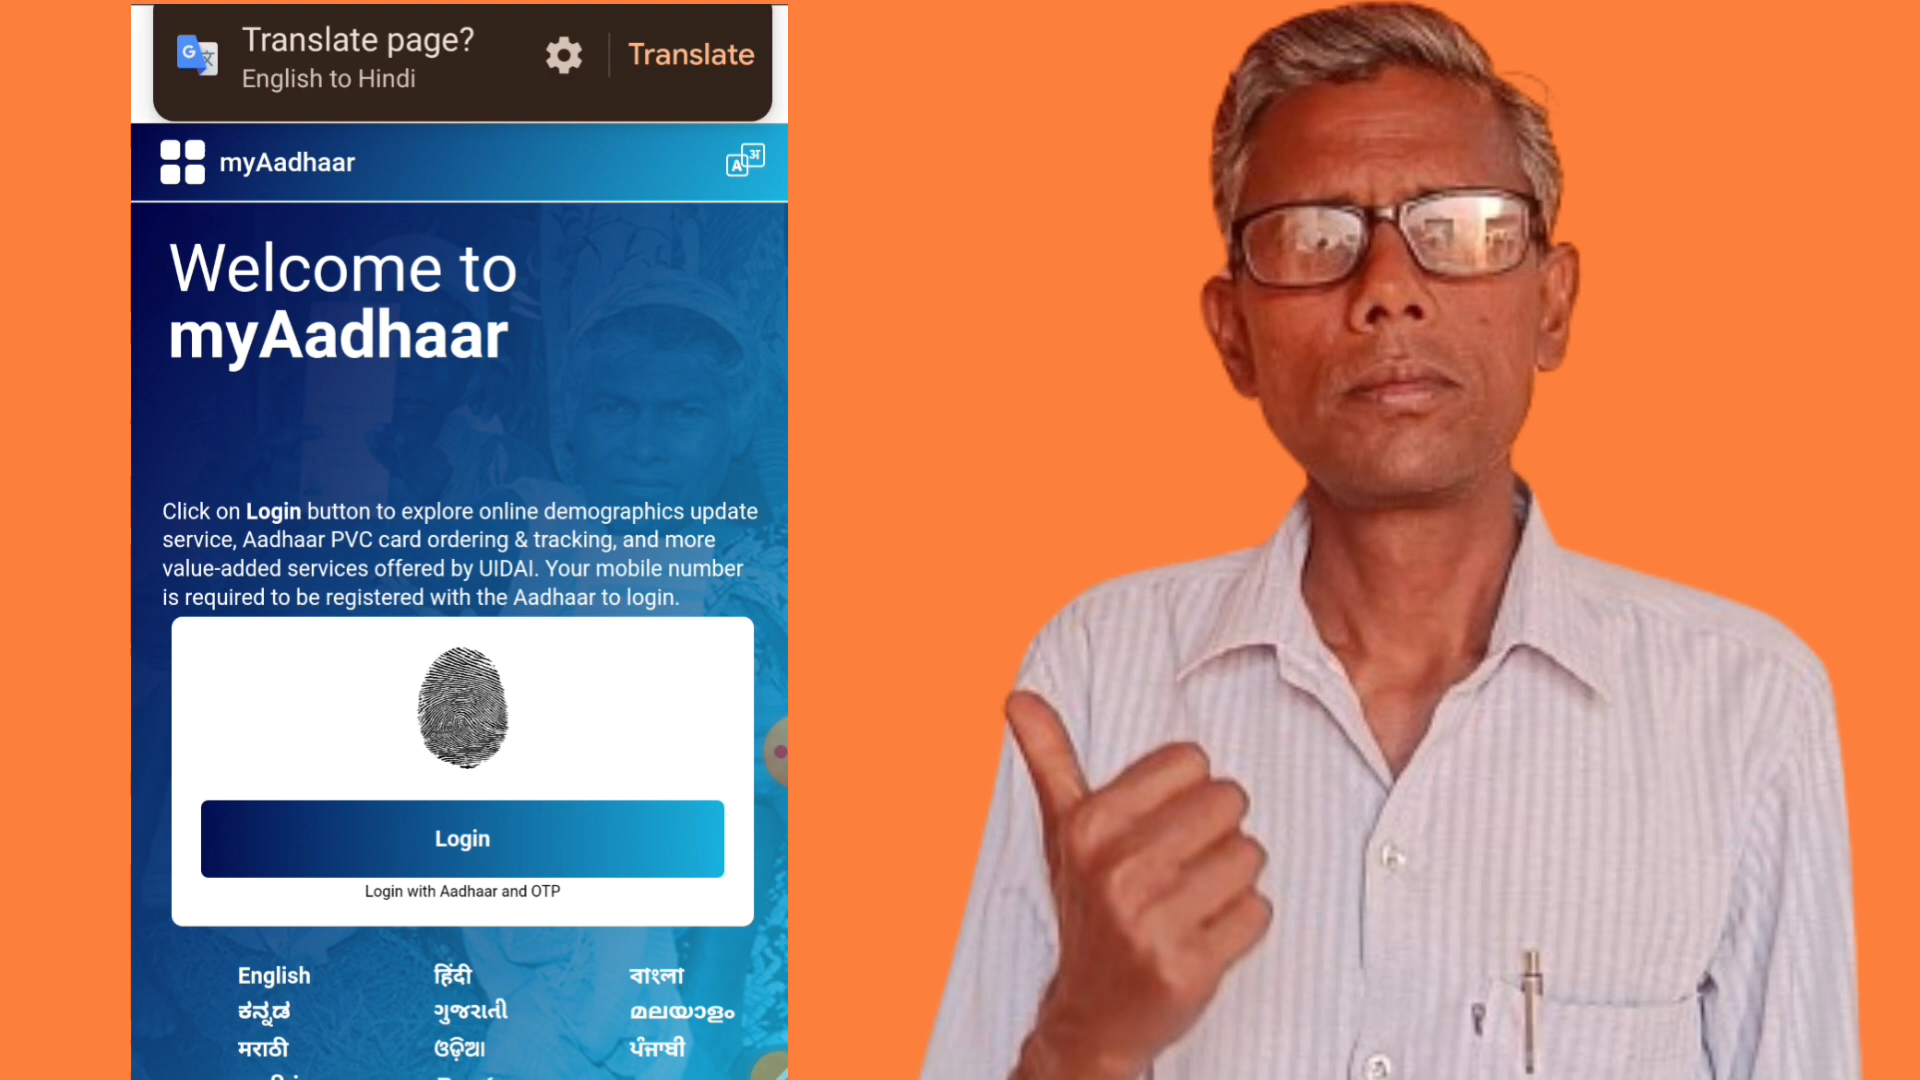 Translate page?
English to Hindi
Translate
myAadhaar
Welcome to
myAadhaar
Click on Login button to explore online demographics update
service, Aadhaar PVC card ordering & tracking, and more
value-added services offered by UIDAI. Your mobile number
is required to be registered with the Aadhaar to login.
Login
Login with Aadhaar and OTP
English हिंदी বাংলা
ಕನ್ನಡ ગુજરાતી മലയാളം
मराठी ଓଡ଼ିଆ ਪੰਜਾਬੀ